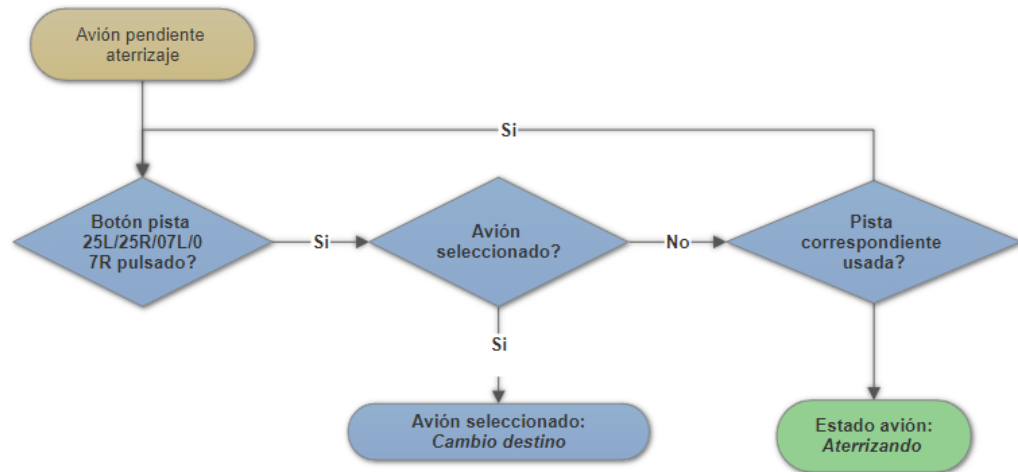 Avión pendiente
aterrizaje
Si
Botón pista
25L/25R/07L/0
7R pulsado?
Si
Avión
seleccionado?
No
Pista
correspondiente
usada?
Si
Avión seleccionado:
Cambio destino
Estado avión:
Aterrizando